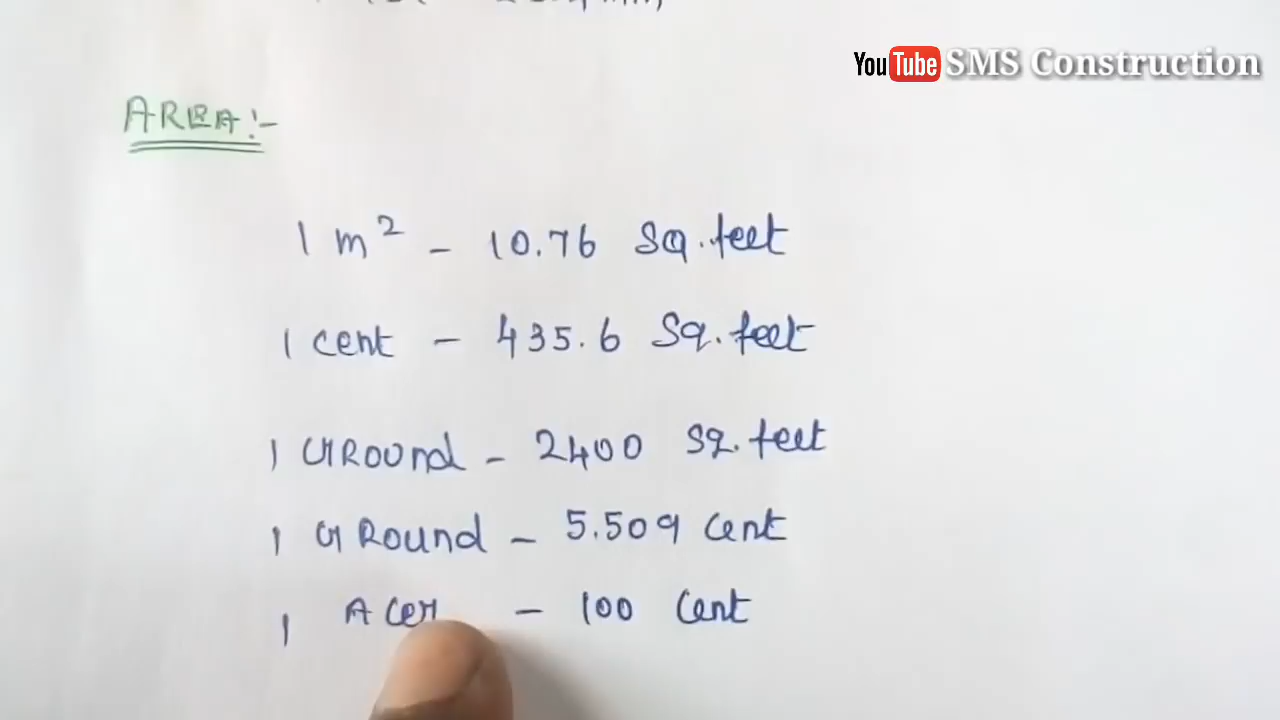 YouTube SMS Construction
AREA:-
1 m² - 10.76 Sq.feet
1 cent - 435.6 Sq.feet
1 GROUnd - 2400 Sq.feet
1 GRound - 5.509 Cent
1 Acer - 100 Cent